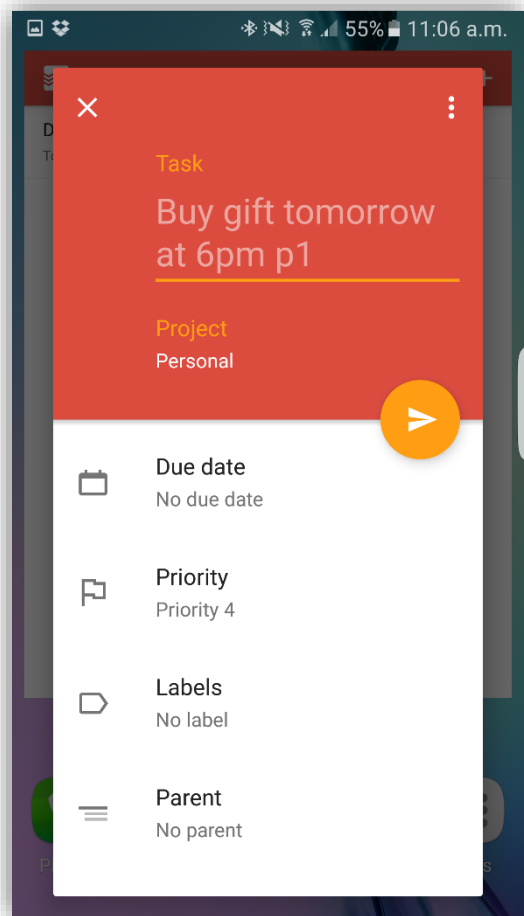 55% 11:06 a.m.
Task
Buy gift tomorrow
at 6pm p1
Project
Personal
Due date
No due date
Priority
Priority 4
Labels
No label
Parent
No parent